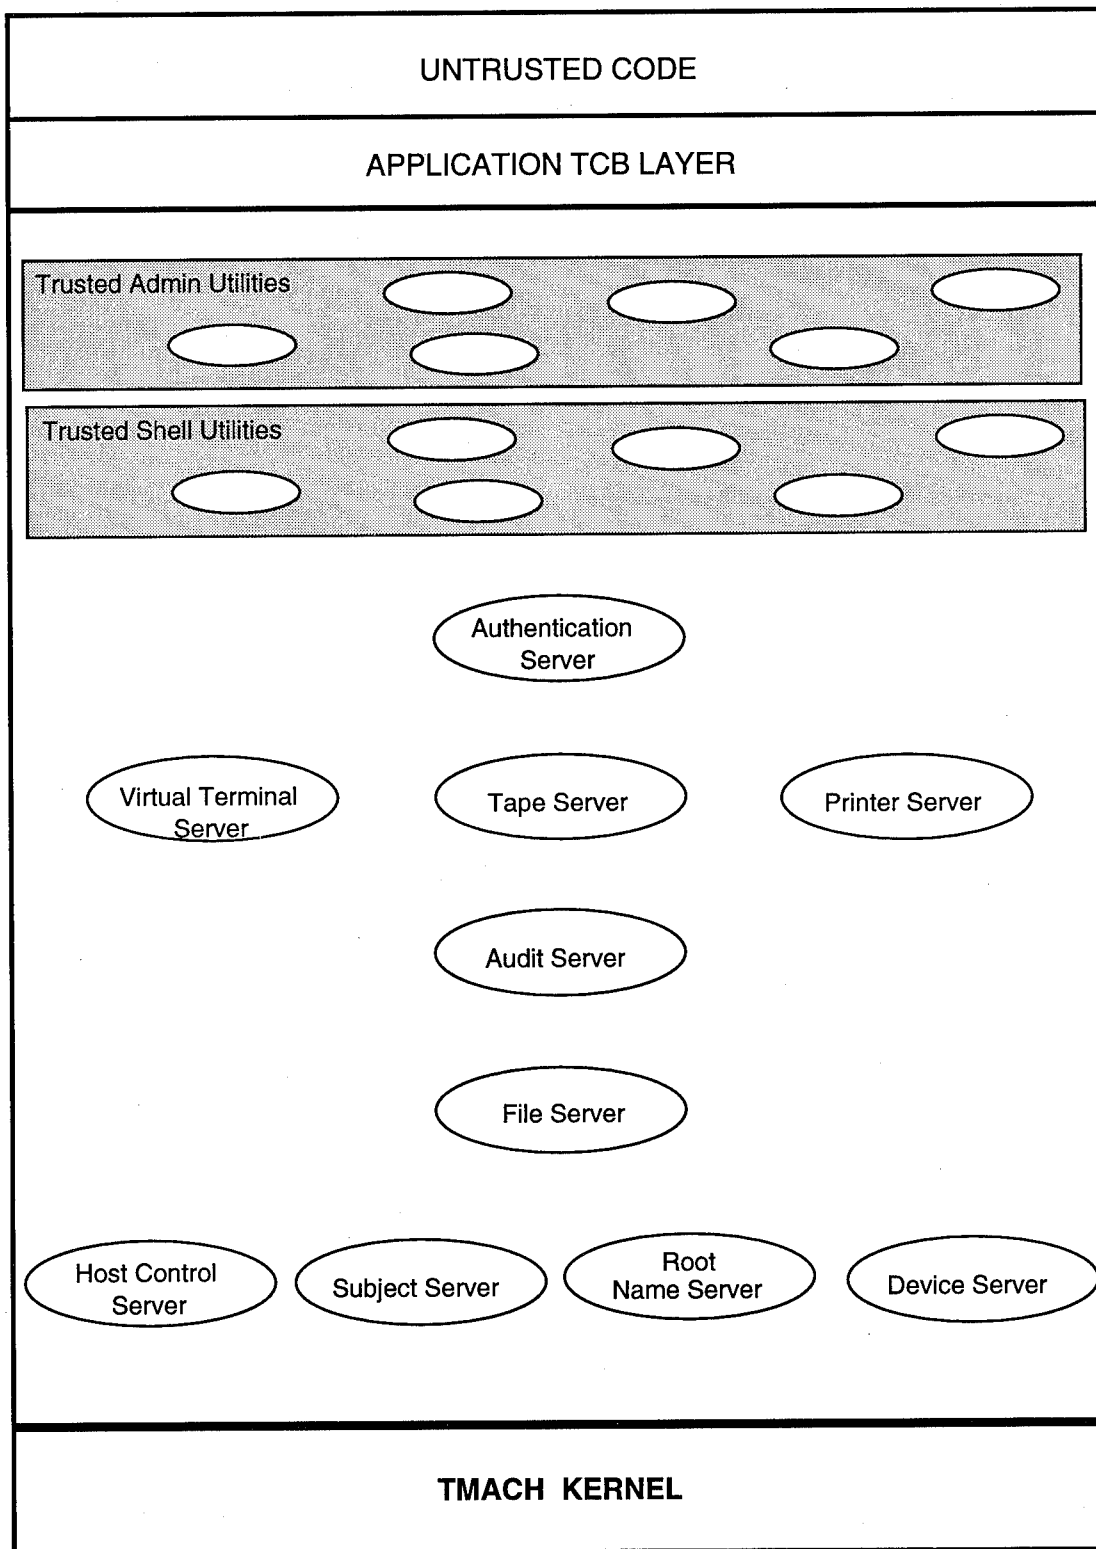 UNTRUSTED CODE
APPLICATION TCB LAYER
Trusted Admin Utilities
Trusted Shell Utilities
Authentication
Server
Virtual Terminal
Server
Tape Server
Printer Server
Audit Server
File Server
Host Control
Server
Subject Server
Root
Name Server
Device Server
TMACH KERNEL